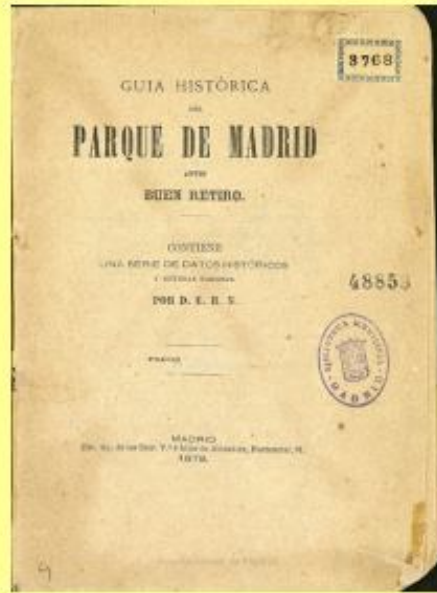 3768
GUIA HISTÓRICA
DEL
PARQUE DE MADRID
ANTES
BUEN RETIRO.
CONTIENE
UNA SERIE DE DATOS HISTÓRICOS
POR D.
48853
BIBLIOTECA MUNICIPAL
MADRID
MADRID